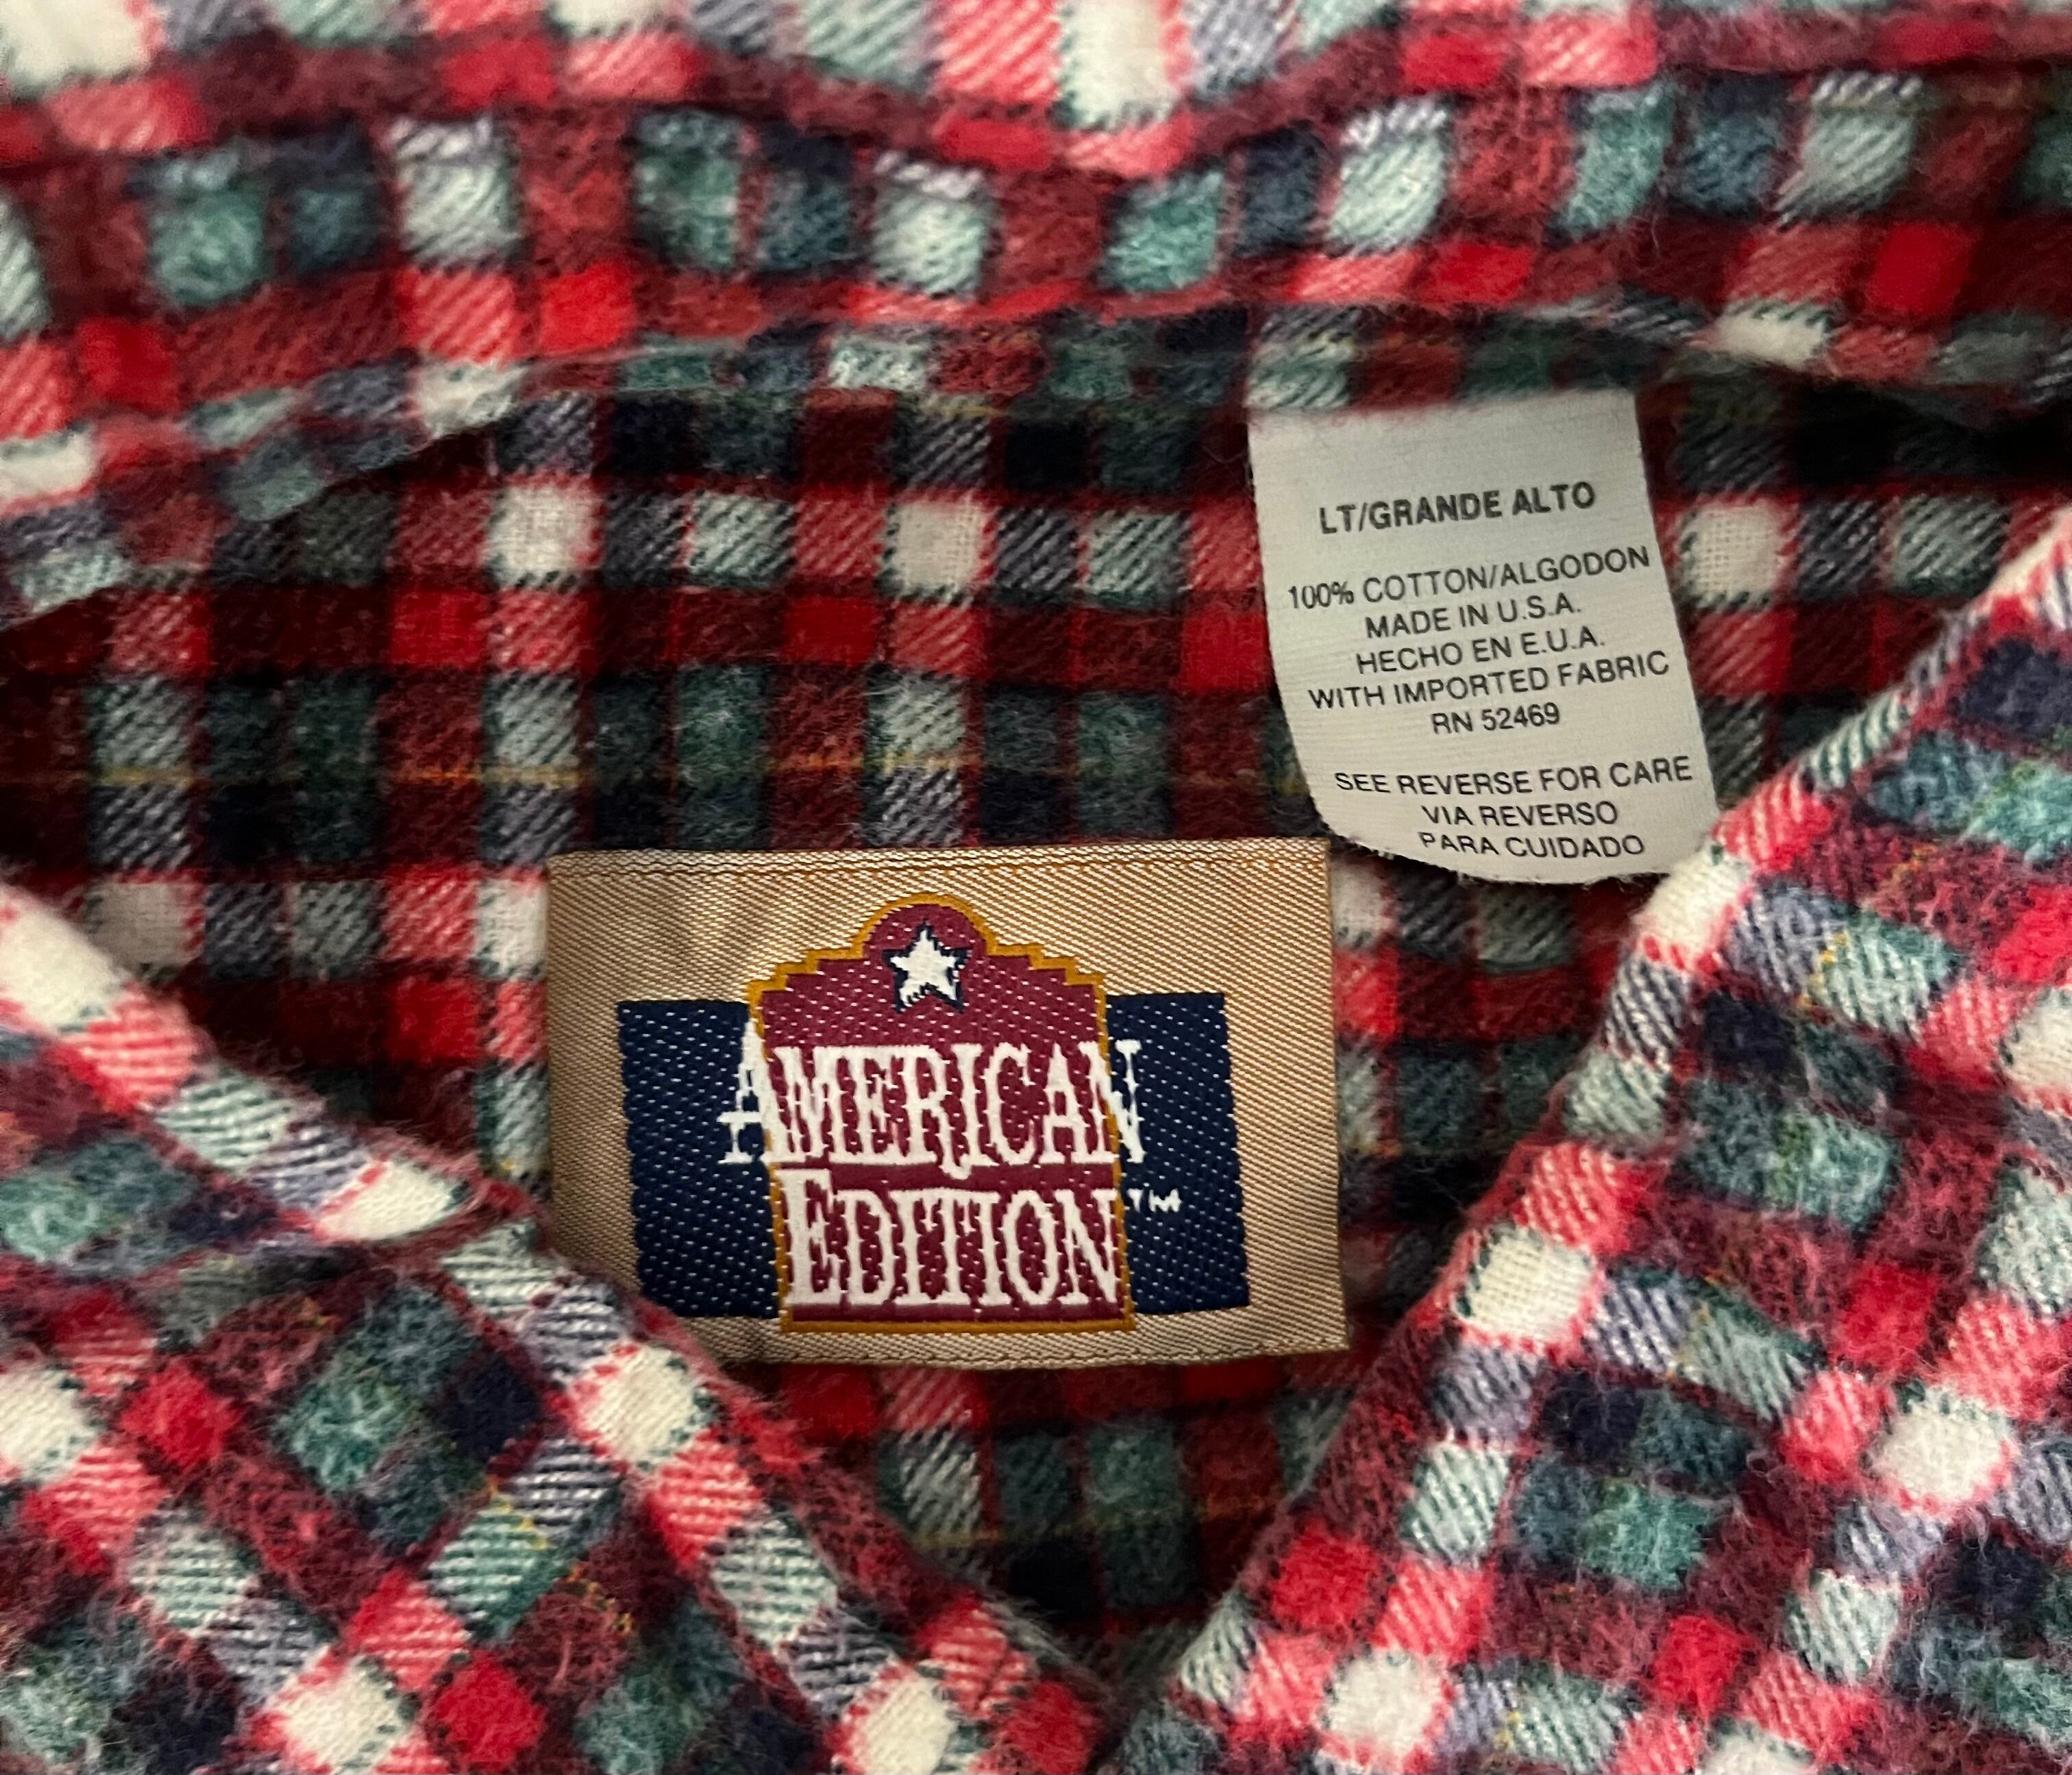 LT/GRANDE ALTO
100% COTTON/ALGODON
MADE IN U.S.A.
HECHO EN E.U.A.
WITH IMPORTED FABRIC
RN 52469
SEE REVERSE FOR CARE
VIA REVERSO
PARA CUIDADO
AMERICAN
EDITION™